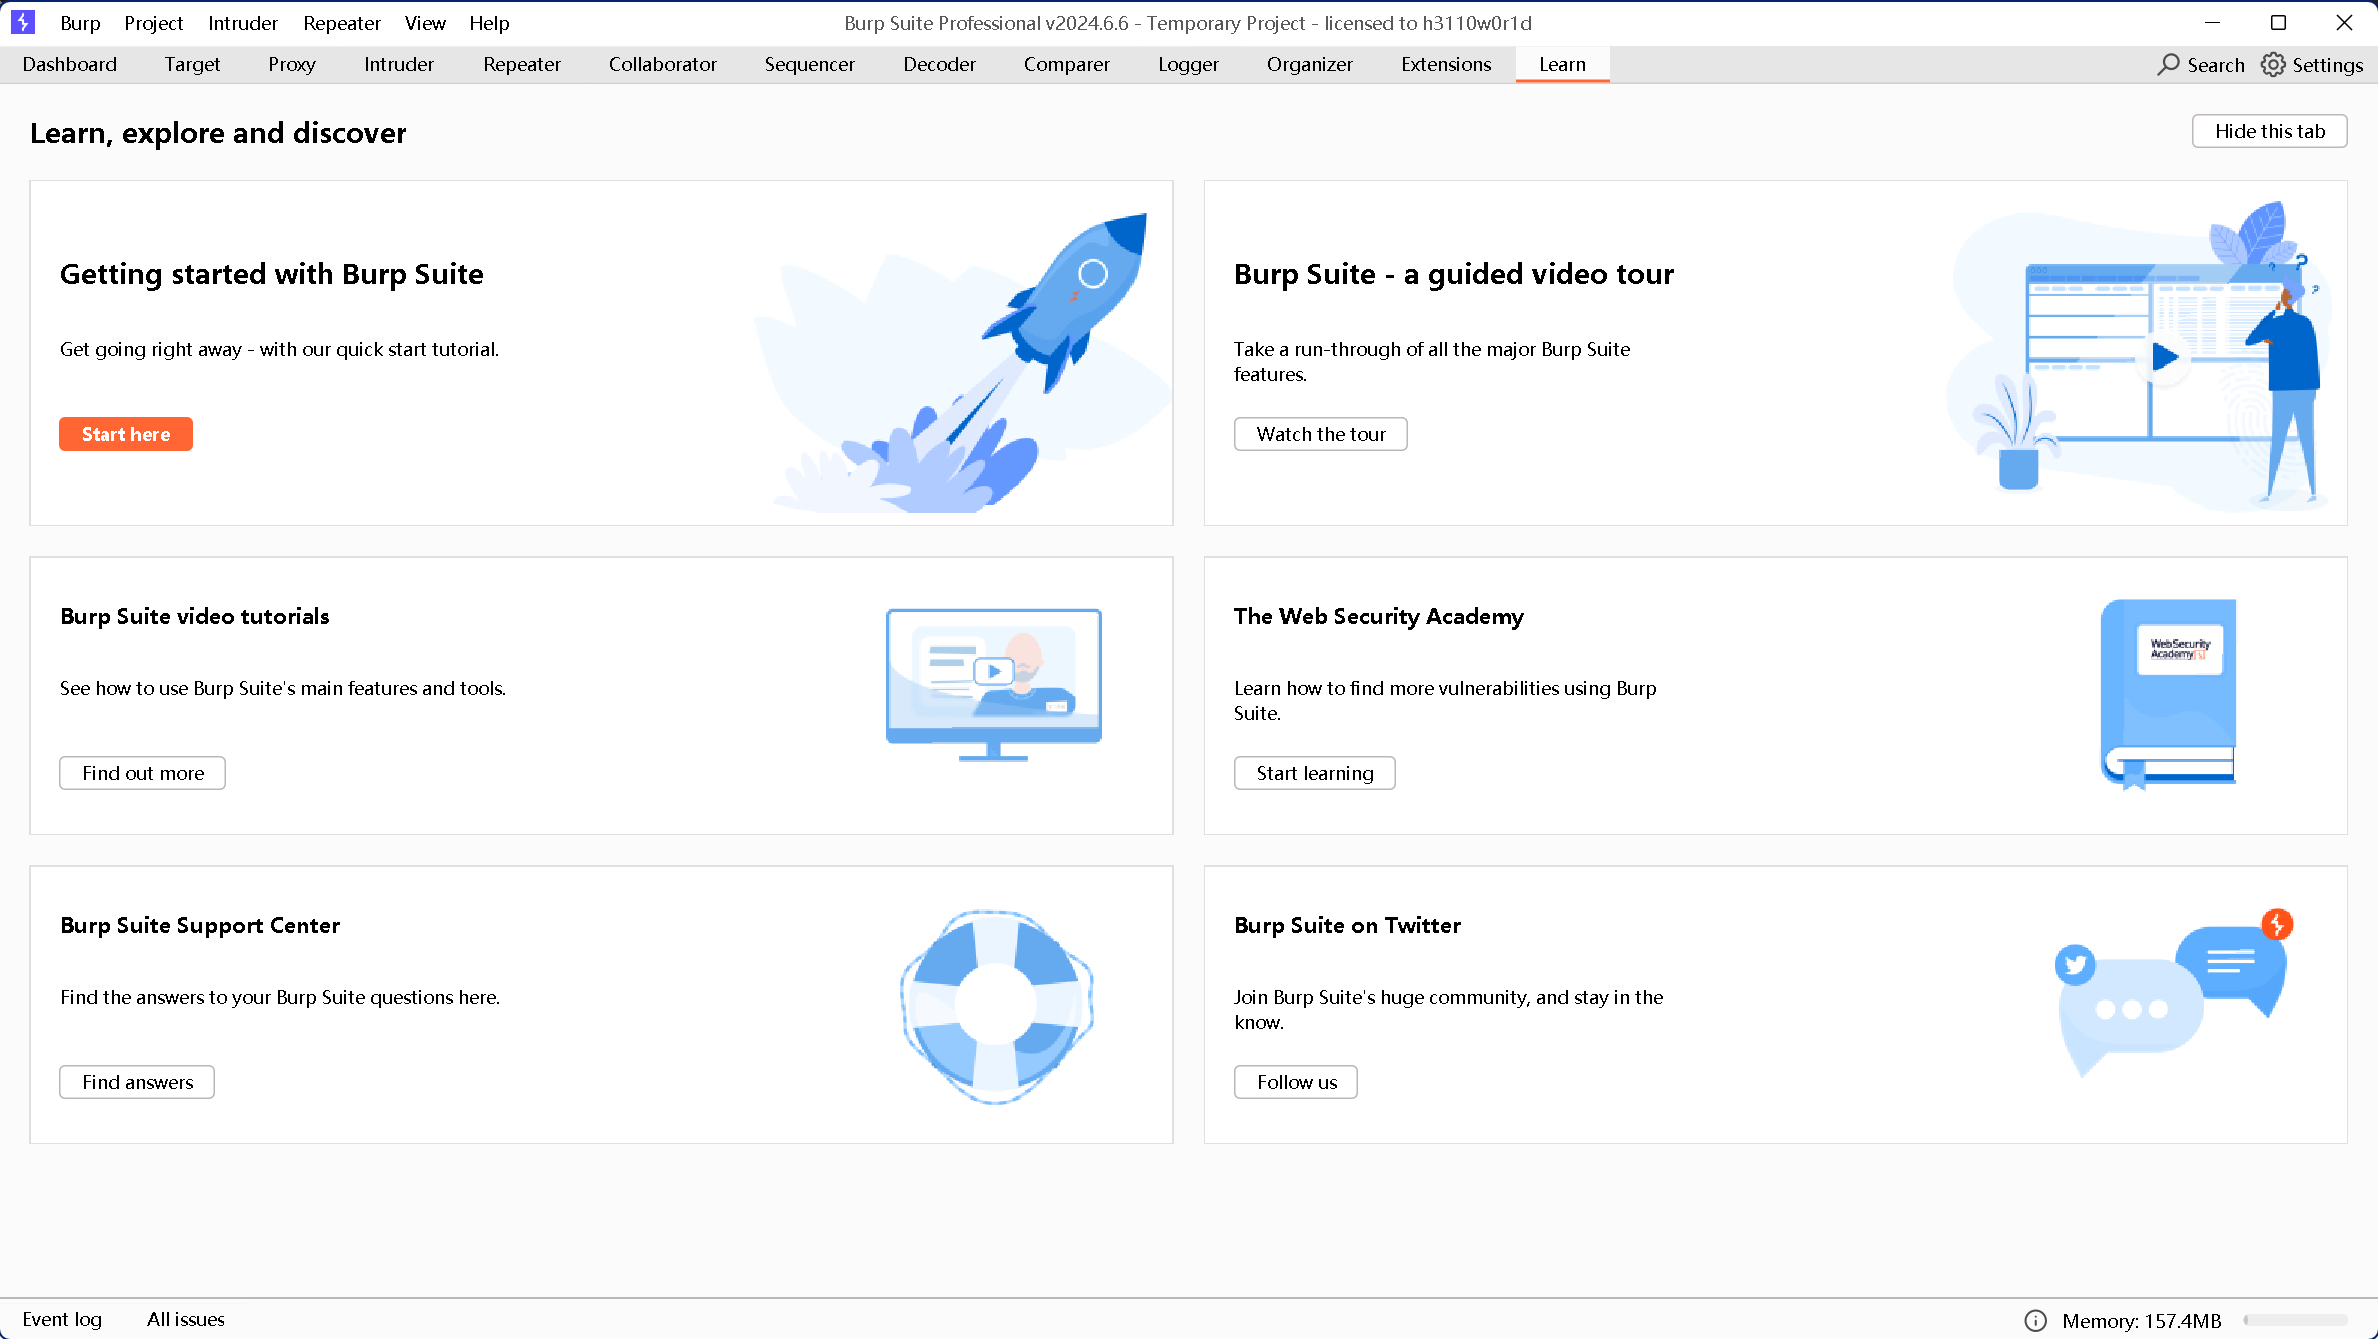 Burp Project Intruder Repeater View Help Burp Suite Professional v2024.6.6 - Temporary Project - licensed to h3110w0r1d
Dashboard Target Proxy Intruder Repeater Collaborator Sequencer Decoder Comparer Logger Organizer Extensions Learn Search Settings
Learn, explore and discover
Hide this tab
Getting started with Burp Suite
Get going right away - with our quick start tutorial.
Start here
Burp Suite - a guided video tour
Take a run-through of all the major Burp Suite
features.
Watch the tour
Burp Suite video tutorials
See how to use Burp Suite's main features and tools.
Find out more
The Web Security Academy
Learn how to find more vulnerabilities using Burp
Suite.
Start learning
WebSecurity
Academy
Burp Suite Support Center
Find the answers to your Burp Suite questions here.
Find answers
Burp Suite on Twitter
Join Burp Suite's huge community, and stay in the
know.
Follow us
Event log All issues Memory: 157.4MB